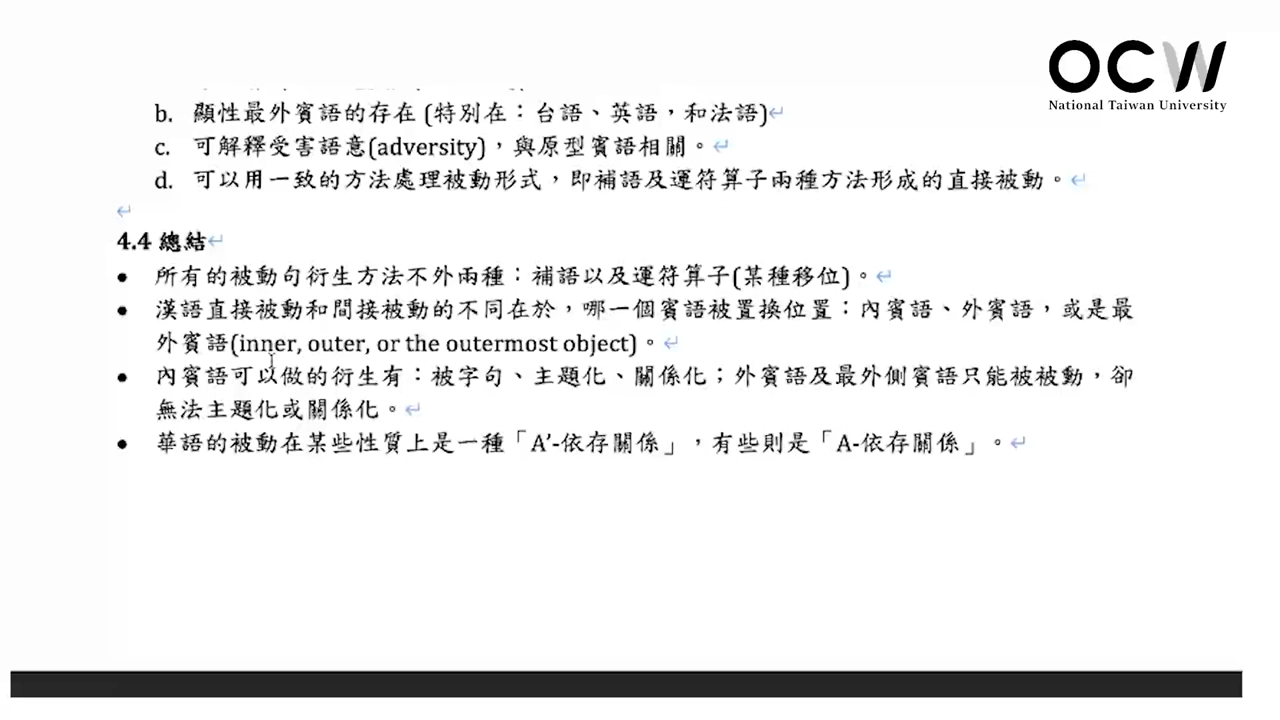 OCW
National Taiwan University
b. 顯性最外賓語的存在 (特別在：台語、英語，和法語)↵
c. 可解釋受害語意(adversity)，與原型賓語相關。↵
d. 可以用一致的方法處理被動形式，即補語及運符算子兩種方法形成的直接被動。↵
↵
4.4 總結↵
• 所有的被動句衍生方法不外兩種：補語以及運符算子(某種移位)。↵
• 漢語直接被動和間接被動的不同在於，哪一個賓語被置換位置：內賓語、外賓語，或是最
外賓語(inner, outer, or the outermost object)。↵
• 內賓語可以做的衍生有：被字句、主題化、關係化；外賓語及最外側賓語只能被被動，卻
無法主題化或關係化。↵
• 華語的被動在某些性質上是一種「A’-依存關係」，有些則是「A-依存關係」。↵